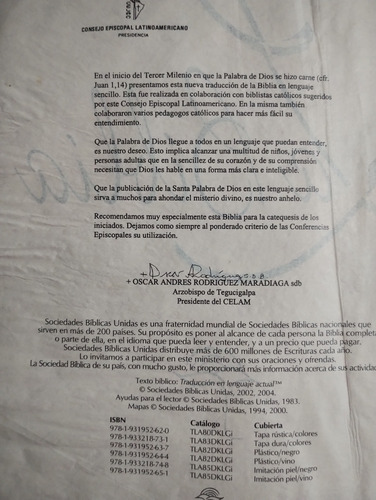 CONSEJO EPISCOPAL LATINOAMERICANO
PRESIDENCIA
En el inicio del Tercer Milenio en que la Palabra de Dios se hizo carne (cfr.
Juan 1,14) presentamos esta nueva traducción de la Biblia en lenguaje
sencillo. Esta fue realizada en colaboración con biblistas católicos sugeridos
por este Consejo Episcopal Latinoamericano. En la misma también
colaboraron varios pedagogos católicos para hacer más fácil su
entendimiento.
Que la Palabra de Dios llegue a todos en un lenguaje que puedan entender,
es nuestro deseo. Esto implica alcanzar una multitud de niños, jóvenes y
personas adultas que en la sencillez de su corazón y de su comprensión
necesitan que Dios les hable en una forma más clara e inteligible.
Que la publicación de la Santa Palabra de Dios en este lenguaje sencillo
sirva a muchos para ahondar el misterio divino, es nuestro anhelo.
Recomendamos muy especialmente esta Biblia para la catequesis de los
iniciados. Dejamos como siempre al ponderado criterio de las Conferencias
Episcopales su utilización.
+ Oscar A. Rodríguez S.D.B
+ OSCAR ANDRES RODRIGUEZ MARADIAGA sdb
Arzobispo de Tegucigalpa
Presidente del CELAM
Sociedades Bíblicas Unidas es una fraternidad mundial de Sociedades Bíblicas nacionales que
sirven en más de 200 países. Su propósito es poner al alcance de cada persona la Biblia completa
o parte de ella, en el idioma que pueda leer y entender, y a un precio que pueda pagar.
Sociedades Bíblicas Unidas distribuye más de 600 millones de Escrituras cada año.
Lo invitamos a participar en este ministerio con sus oraciones y ofrendas.
La Sociedad Bíblica de su país, con mucho gusto, le proporcionará más información acerca de sus actividad
Texto bíblico: Traducción en lenguaje actual™
© Sociedades Bíblicas Unidas, 2002, 2004.
Ayudas para el lector © Sociedades Bíblicas Unidas, 1983.
Mapas © Sociedades Bíblicas Unidas, 1994, 2000.
ISBN Catálogo Cubierta
978-1-931952-62-0 TLA80DKLGi Tapa rústica/colores
978-1-933218-73-1 TLA83DKLGi Tapa dura/colores
978-1-931952-63-7 TLA82DKLGi Plástico/negro
978-1-931952-64-4 TLA82DKLGi Plástico/vino
978-1-933218-74-8 TLA85DKLGi Imitación piel/negro
978-1-931952-65-1 TLA85DKLGi Imitación piel/vino